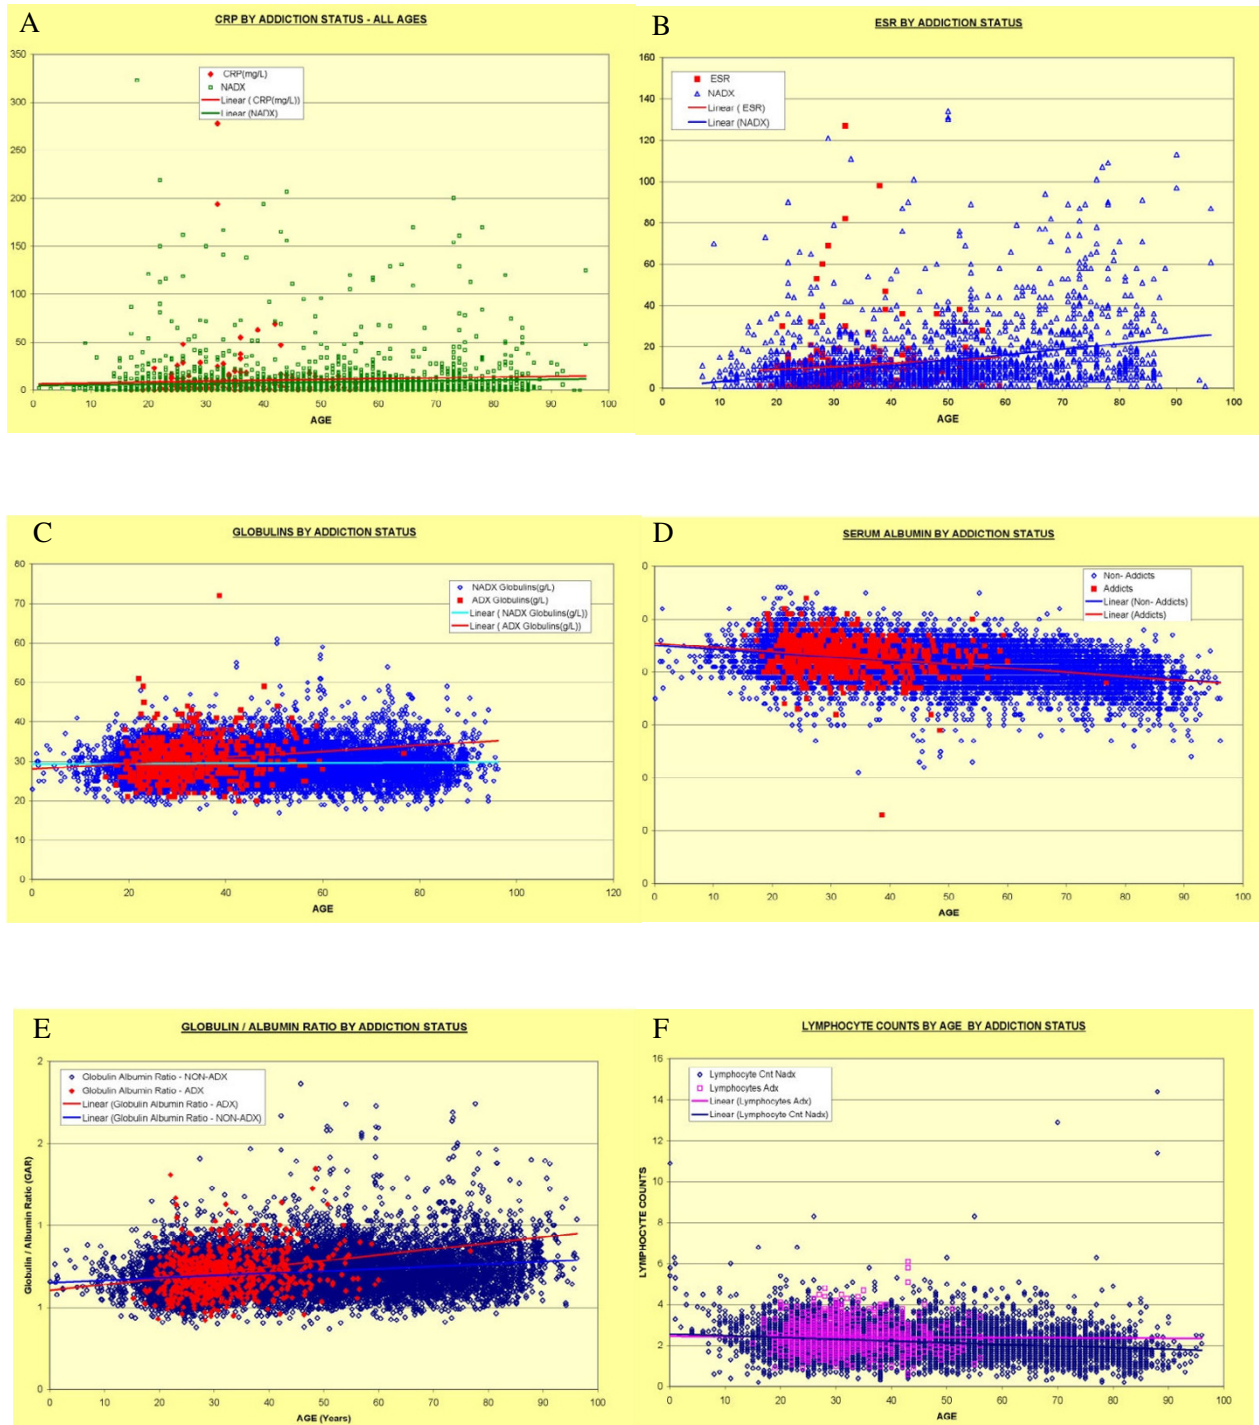 A
CRP BY ADDICTION STATUS - ALL AGES
350
300
250
200
150
100
50
0
CRP(mg/L)
NADX
Linear ( CRP(mg/L))
Linear (NADX)
0 10 20 30 40 50 60 70 80 90 100
AGE
B
ESR BY ADDICTION STATUS
160
140
120
100
80
60
40
20
0
ESR
NADX
Linear ( ESR)
Linear (NADX)
0 10 20 30 40 50 60 70 80 90 100
AGE
C
GLOBULINS BY ADDICTION STATUS
80
70
60
50
40
30
20
10
0
NADX Globulins(g/L)
ADX Globulins(g/L)
Linear ( NADX Globulins(g/L))
Linear ( ADX Globulins(g/L))
0 20 40 60 80 100 120
AGE
D
SERUM ALBUMIN BY ADDICTION STATUS
0
0
0
0
0
0
0
Non- Addicts
Addicts
Linear (Non- Addicts)
Linear (Addicts)
0 10 20 30 40 50 60 70 80 90 100
AGE
E
GLOBULIN / ALBUMIN RATIO BY ADDICTION STATUS
Globulin / Albumin Ratio (GAR)
2
2
1
1
0
Globulin Albumin Ratio - NON-ADX
Globulin Albumin Ratio - ADX
Linear (Globulin Albumin Ratio - ADX)
Linear (Globulin Albumin Ratio - NON-ADX)
0 10 20 30 40 50 60 70 80 90 100
AGE (Years)
F
LYMPHOCYTE COUNTS BY AGE BY ADDICTION STATUS
LYMPHOCYTE COUNTS
16
14
12
10
8
6
4
2
0
Lymphocyte Cnt Nadx
Lymphocytes Adx
Linear (Lymphocytes Adx)
Linear (Lymphocyte Cnt Nadx)
0 10 20 30 40 50 60 70 80 90 100
AGE